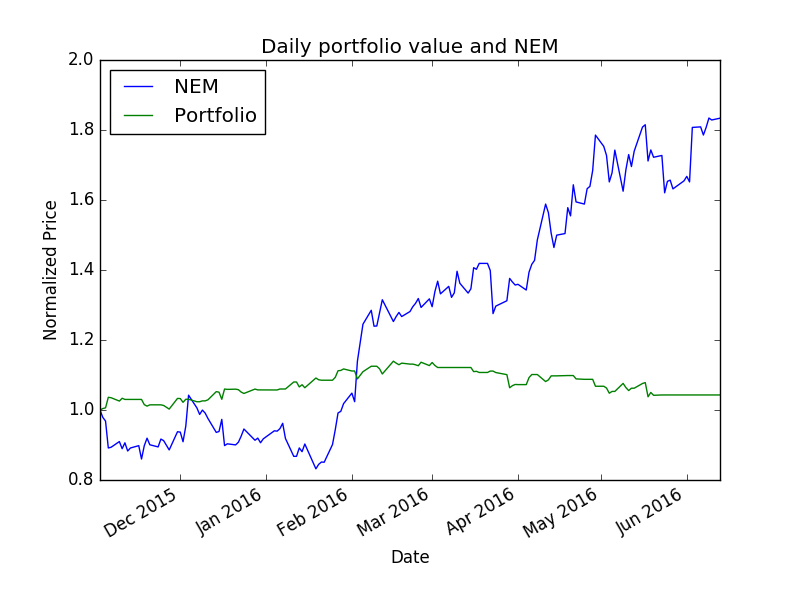 Daily portfolio value and NEM
2.0
1.8
1.6
1.4
1.2
1.0
0.8
Normalized Price
NEM
Portfolio
Dec 2015
Jan 2016
Feb 2016
Mar 2016
Apr 2016
May 2016
Jun 2016
Date